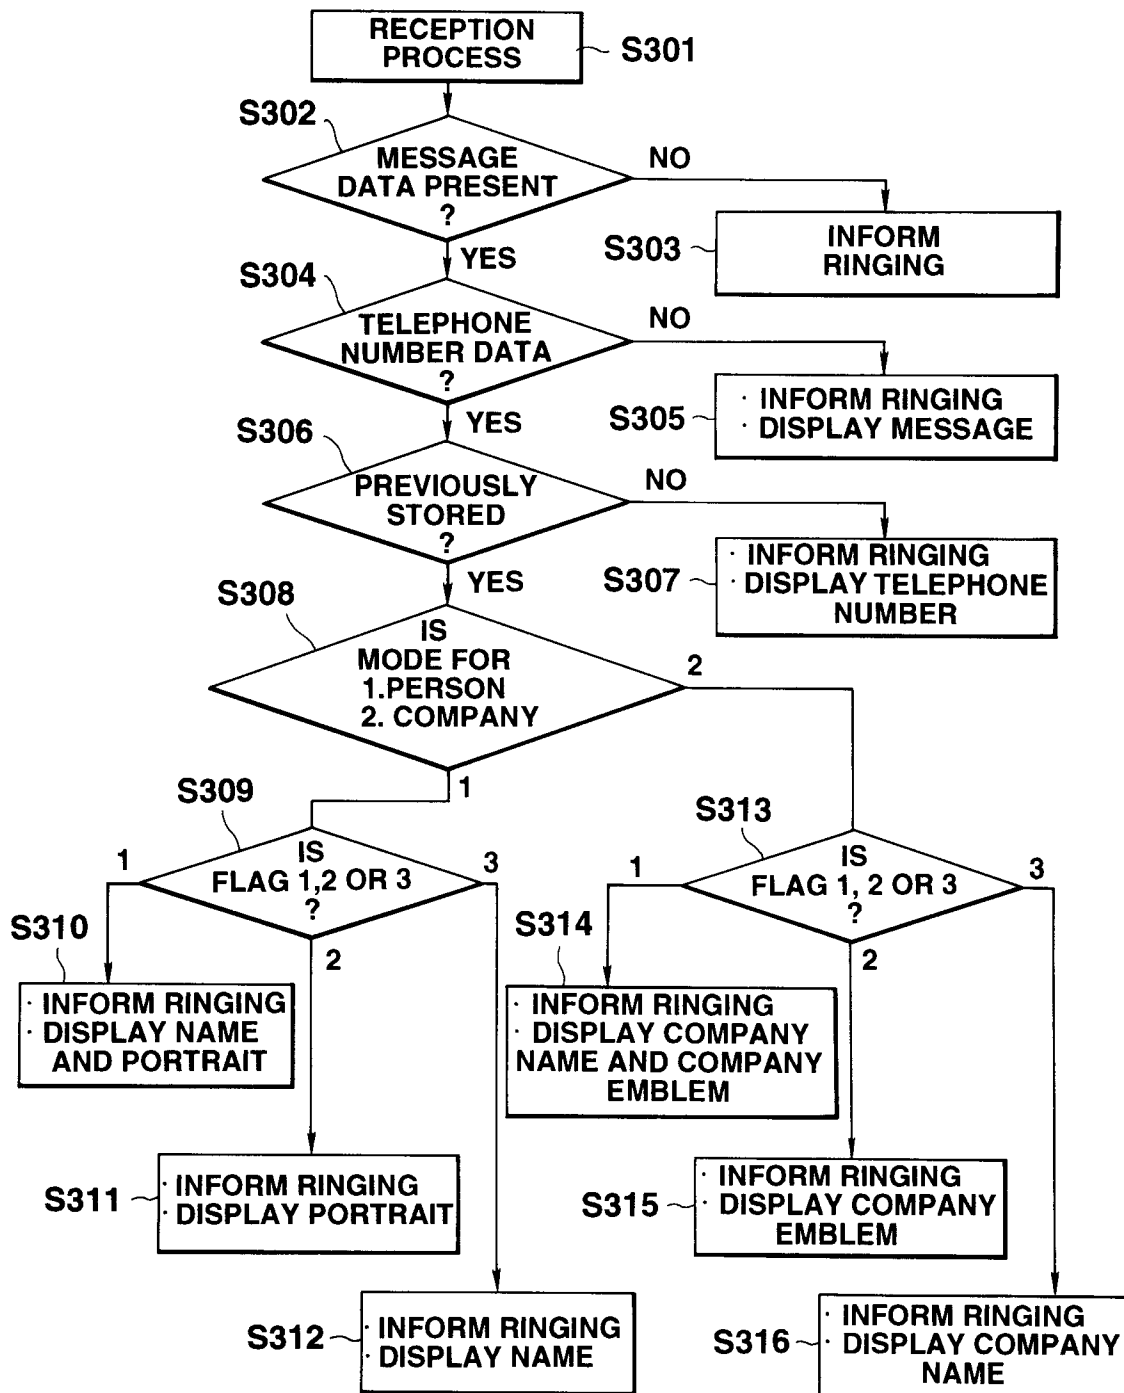 RECEPTION
PROCESS
S301
S302
MESSAGE
DATA PRESENT
?
NO
YES
S303
INFORM
RINGING
S304
TELEPHONE
NUMBER DATA
?
NO
YES
S305
· INFORM RINGING
· DISPLAY MESSAGE
S306
PREVIOUSLY
STORED
?
NO
YES
S307
· INFORM RINGING
· DISPLAY TELEPHONE
NUMBER
S308
IS
MODE FOR
1.PERSON
2. COMPANY
2
1
S309
IS
FLAG 1,2 OR 3
?
1
3
2
S313
IS
FLAG 1, 2 OR 3
?
1
3
2
S310
· INFORM RINGING
· DISPLAY NAME
AND PORTRAIT
S314
· INFORM RINGING
· DISPLAY COMPANY
NAME AND COMPANY
EMBLEM
S311
· INFORM RINGING
· DISPLAY PORTRAIT
S315
· INFORM RINGING
· DISPLAY COMPANY
EMBLEM
S312
· INFORM RINGING
· DISPLAY NAME
S316
· INFORM RINGING
· DISPLAY COMPANY
NAME